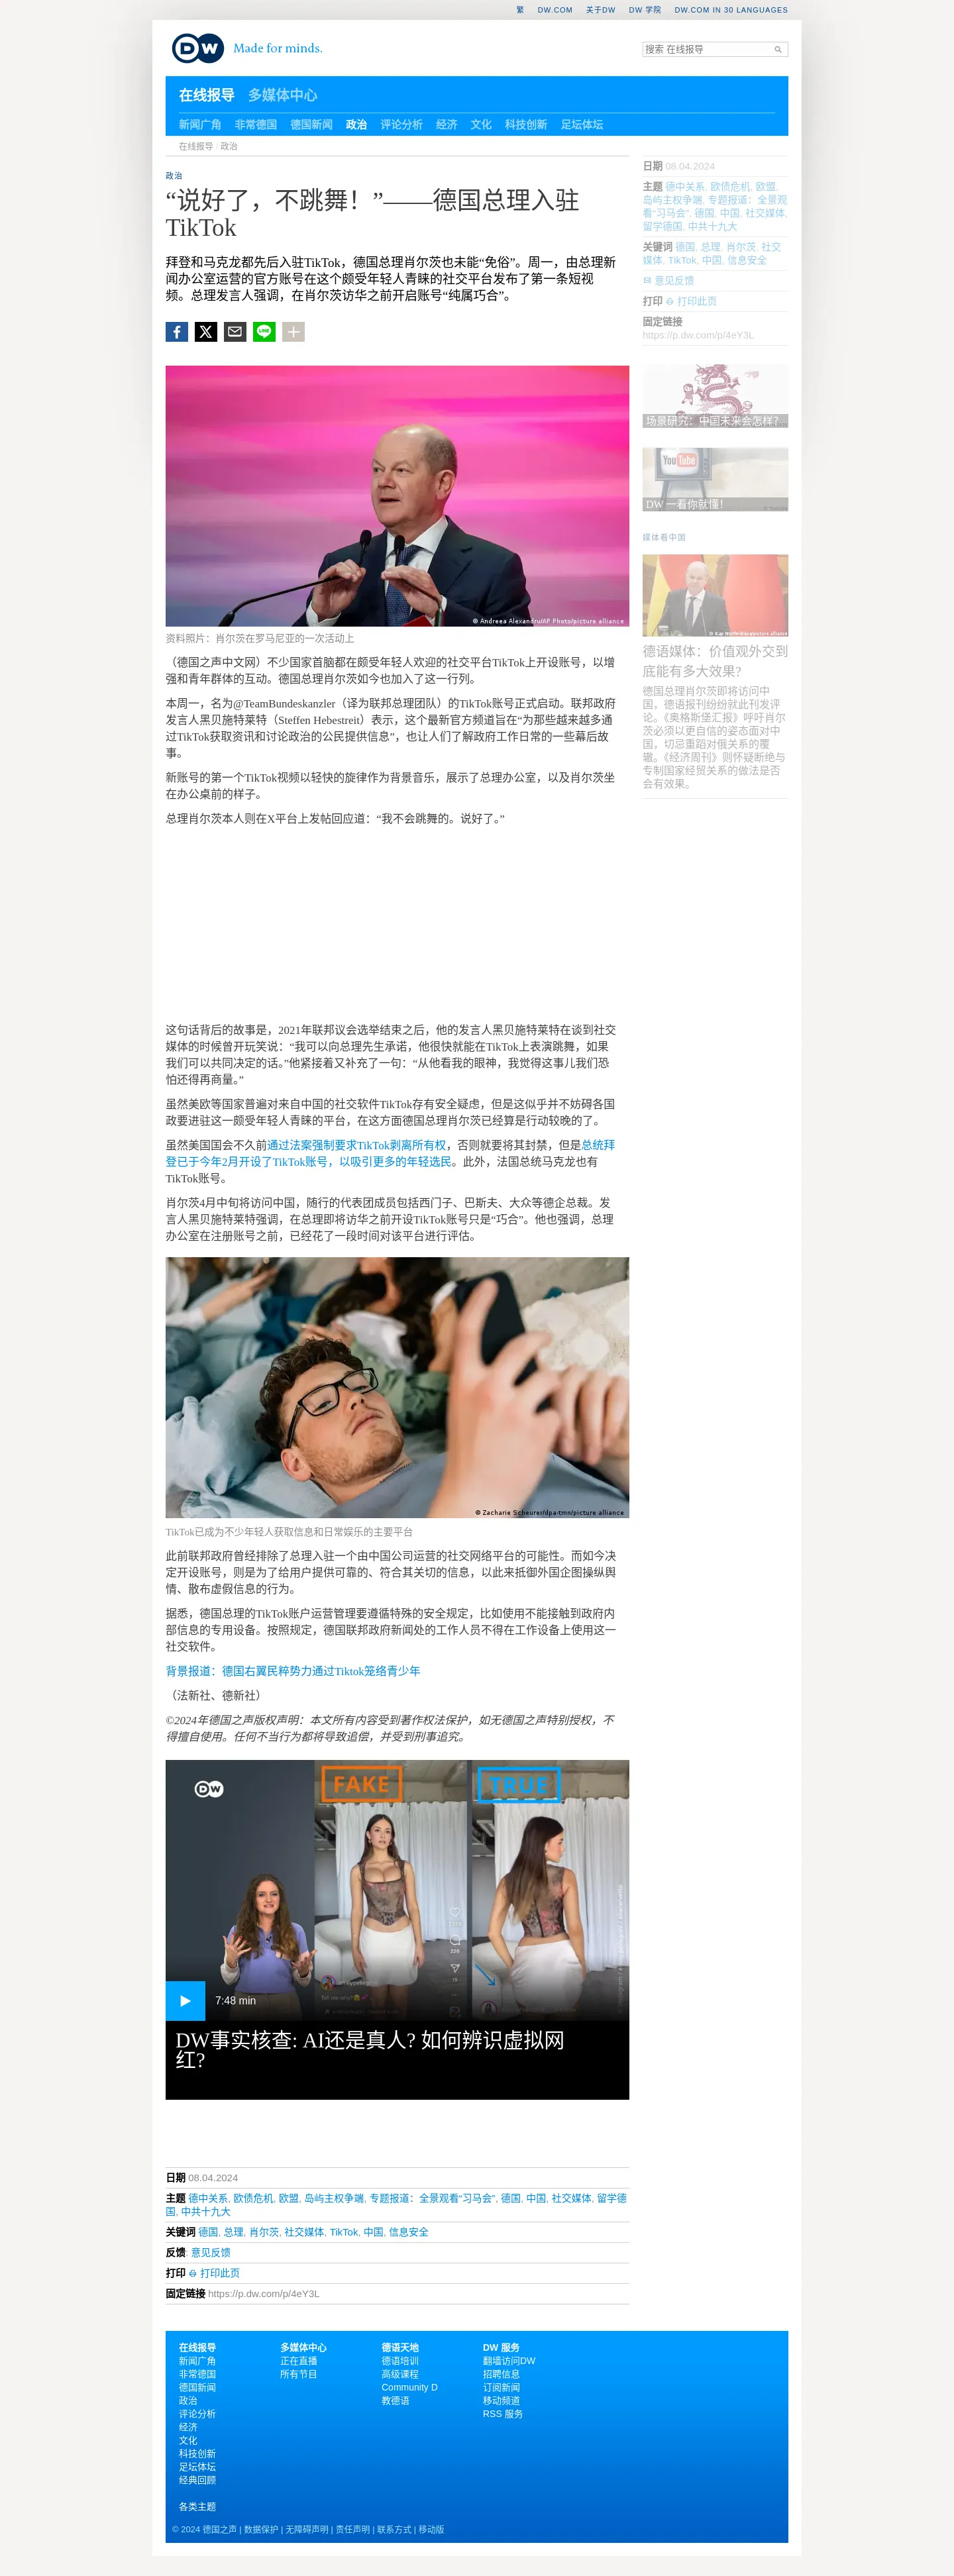 繁 DW.COM 关于DW DW 学院 DW.COM IN 30 LANGUAGES
DW Made for minds.
搜索 在线报导
在线报导 多媒体中心
新闻广角 非常德国 德国新闻 政治 评论分析 经济 文化 科技创新 足坛体坛
在线报导 / 政治
政治
“说好了，不跳舞！”——德国总理入驻
TikTok
拜登和马克龙都先后入驻TikTok，德国总理肖尔茨也未能“免俗”。周一，由总理新
闻办公室运营的官方账号在这个颇受年轻人青睐的社交平台发布了第一条短视
频。总理发言人强调，在肖尔茨访华之前开启账号“纯属巧合”。
© Andreea Alexandru/AP Photo/picture alliance
资料照片：肖尔茨在罗马尼亚的一次活动上
（德国之声中文网）不少国家首脑都在颇受年轻人欢迎的社交平台TikTok上开设账号，以增
强和青年群体的互动。德国总理肖尔茨如今也加入了这一行列。
本周一，名为@TeamBundeskanzler（译为联邦总理团队）的TikTok账号正式启动。联邦政府
发言人黑贝施特莱特（Steffen Hebestreit）表示，这个最新官方频道旨在“为那些越来越多通
过TikTok获取资讯和讨论政治的公民提供信息”，也让人们了解政府工作日常的一些幕后故
事。
新账号的第一个TikTok视频以轻快的旋律作为背景音乐，展示了总理办公室，以及肖尔茨坐
在办公桌前的样子。
总理肖尔茨本人则在X平台上发帖回应道：“我不会跳舞的。说好了。”
这句话背后的故事是，2021年联邦议会选举结束之后，他的发言人黑贝施特莱特在谈到社交
媒体的时候曾开玩笑说：“我可以向总理先生承诺，他很快就能在TikTok上表演跳舞，如果
我们可以共同决定的话。”他紧接着又补充了一句：“从他看我的眼神，我觉得这事儿我们恐
怕还得再商量。”
虽然美欧等国家普遍对来自中国的社交软件TikTok存有安全疑虑，但是这似乎并不妨碍各国
政要进驻这一颇受年轻人青睐的平台，在这方面德国总理肖尔茨已经算是行动较晚的了。
虽然美国国会不久前通过法案强制要求TikTok剥离所有权，否则就要将其封禁，但是总统拜
登已于今年2月开设了TikTok账号，以吸引更多的年轻选民。此外，法国总统马克龙也有
TikTok账号。
肖尔茨4月中旬将访问中国，随行的代表团成员包括西门子、巴斯夫、大众等德企总裁。发
言人黑贝施特莱特强调，在总理即将访华之前开设TikTok账号只是“巧合”。他也强调，总理
办公室在注册账号之前，已经花了一段时间对该平台进行评估。
© Zacharie Scheurer/dpa-tmn/picture alliance
TikTok已成为不少年轻人获取信息和日常娱乐的主要平台
此前联邦政府曾经排除了总理入驻一个由中国公司运营的社交网络平台的可能性。而如今决
定开设账号，则是为了给用户提供可靠的、符合其关切的信息，以此来抵御外国企图操纵舆
情、散布虚假信息的行为。
据悉，德国总理的TikTok账户运营管理要遵循特殊的安全规定，比如使用不能接触到政府内
部信息的专用设备。按照规定，德国联邦政府新闻处的工作人员不得在工作设备上使用这一
社交软件。
背景报道：德国右翼民粹势力通过Tiktok笼络青少年
（法新社、德新社）
©2024年德国之声版权声明：本文所有内容受到著作权法保护，如无德国之声特别授权，不
得擅自使用。任何不当行为都将导致追偿，并受到刑事追究。
DW FAKE TRUE
7:48 min
DW事实核查: AI还是真人? 如何辨识虚拟网
红?
日期 08.04.2024
主题 德中关系, 欧债危机, 欧盟, 岛屿主权争端, 专题报道：全景观看“习马会”, 德国, 中国, 社交媒体, 留学德
国, 中共十九大
关键词 德国, 总理, 肖尔茨, 社交媒体, TikTok, 中国, 信息安全
反馈: 意见反馈
打印 打印此页
固定链接 https://p.dw.com/p/4eY3L
日期 08.04.2024
主题 德中关系, 欧债危机, 欧盟,
岛屿主权争端, 专题报道：全景观
看“习马会”, 德国, 中国, 社交媒体,
留学德国, 中共十九大
关键词 德国, 总理, 肖尔茨, 社交
媒体, TikTok, 中国, 信息安全
意见反馈
打印 打印此页
固定链接
https://p.dw.com/p/4eY3L
场景研究：中国未来会怎样？
YouTube
DW 一看你就懂！
媒体看中国
德语媒体：价值观外交到
底能有多大效果?
德国总理肖尔茨即将访问中
国，德语报刊纷纷就此刊发评
论。《奥格斯堡汇报》呼吁肖尔
茨必须以更自信的姿态面对中
国，切忌重蹈对俄关系的覆
辙。《经济周刊》则怀疑断绝与
专制国家经贸关系的做法是否
会有效果。
在线报导
新闻广角
非常德国
德国新闻
政治
评论分析
经济
文化
科技创新
足坛体坛
经典回顾
各类主题
多媒体中心
正在直播
所有节目
德语天地
德语培训
高级课程
Community D
教德语
DW 服务
翻墙访问DW
招聘信息
订阅新闻
移动频道
RSS 服务
© 2024 德国之声 | 数据保护 | 无障碍声明 | 责任声明 | 联系方式 | 移动版